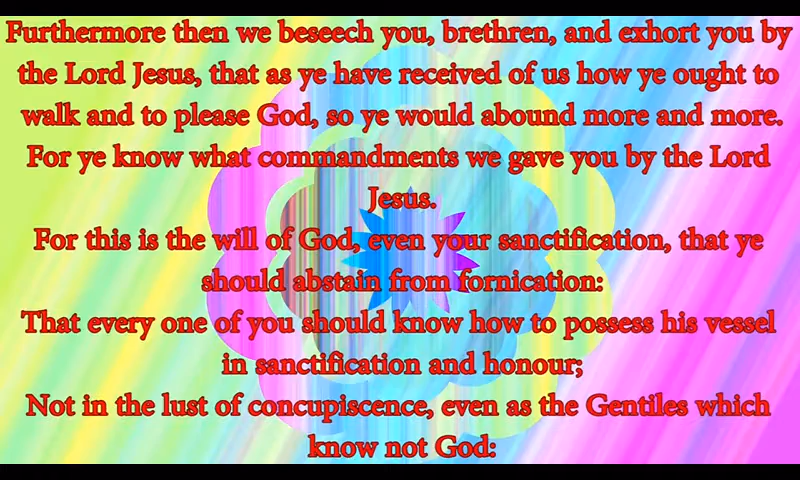 Furthermore then we beseech you, brethren, and exhort you by
the Lord Jesus, that as ye have received of us how ye ought to
walk and to please God, so ye would abound more and more.
For ye know what commandments we gave you by the Lord
Jesus.
For this is the will of God, even your sanctification, that ye
should abstain from fornication:
That every one of you should know how to possess his vessel
in sanctification and honour;
Not in the lust of concupiscence, even as the Gentiles which
know not God: